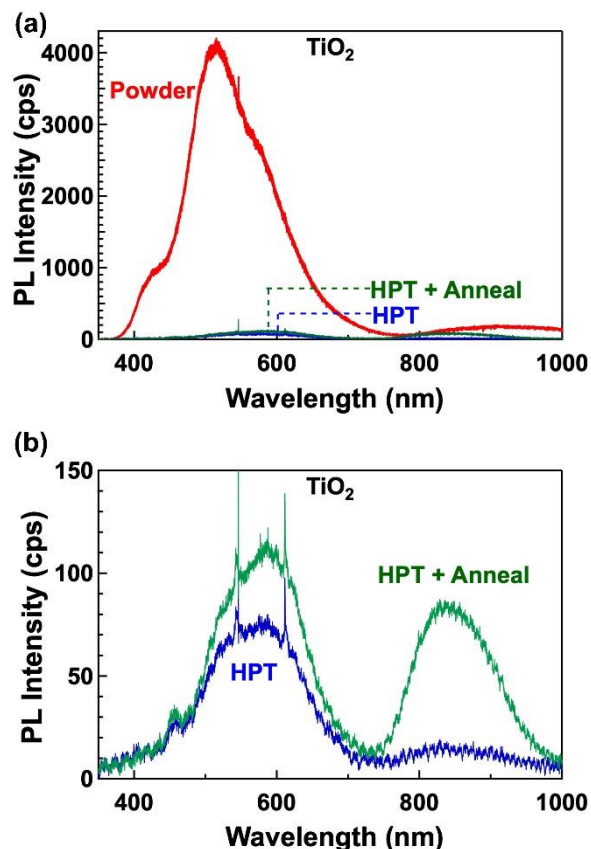 (a)
TiO₂
Powder
HPT + Anneal
HPT
PL Intensity (cps)
4000
3000
2000
1000
0
400
600
800
1000
Wavelength (nm)
(b)
TiO₂
HPT + Anneal
HPT
PL Intensity (cps)
150
100
50
0
400
600
800
1000
Wavelength (nm)